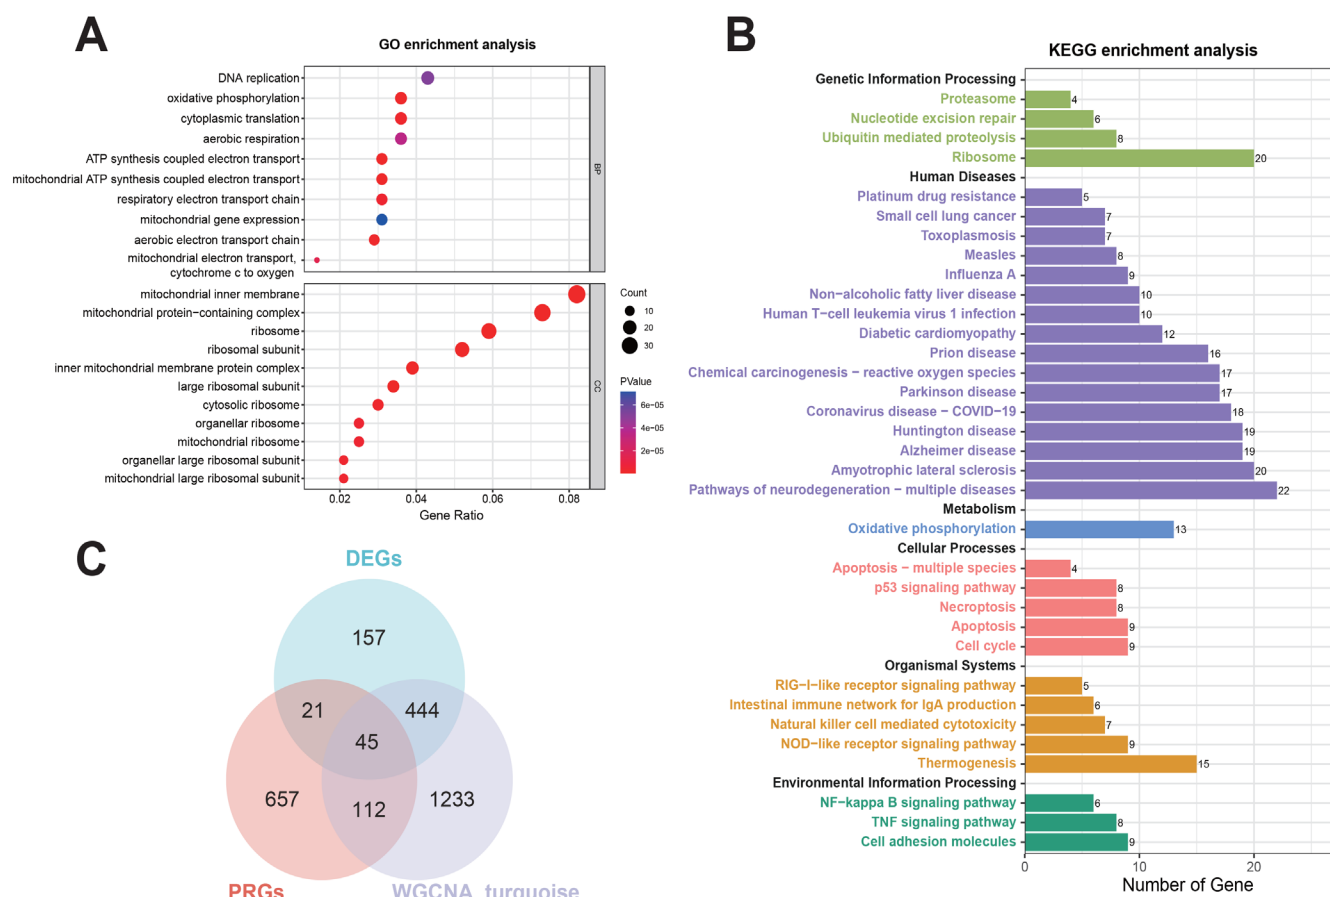 A
GO enrichment analysis
DNA replication
oxidative phosphorylation
cytoplasmic translation
aerobic respiration
ATP synthesis coupled electron transport
mitochondrial ATP synthesis coupled electron transport
respiratory electron transport chain
mitochondrial gene expression
aerobic electron transport chain
mitochondrial electron transport,
cytochrome c to oxygen
BP
mitochondrial inner membrane
mitochondrial protein−containing complex
ribosome
ribosomal subunit
inner mitochondrial membrane protein complex
large ribosomal subunit
cytosolic ribosome
organellar ribosome
mitochondrial ribosome
organellar large ribosomal subunit
mitochondrial large ribosomal subunit
CC
0.02 0.04 0.06 0.08
Gene Ratio
Count
10
20
30
PValue
6e−05
4e−05
2e−05
B
KEGG enrichment analysis
Genetic Information Processing
Proteasome 4
Nucleotide excision repair 6
Ubiquitin mediated proteolysis 8
Ribosome 20
Human Diseases
Platinum drug resistance 5
Small cell lung cancer 7
Toxoplasmosis 7
Measles 8
Influenza A 9
Non−alcoholic fatty liver disease 10
Human T−cell leukemia virus 1 infection 10
Diabetic cardiomyopathy 12
Prion disease 16
Chemical carcinogenesis − reactive oxygen species 17
Parkinson disease 17
Coronavirus disease − COVID−19 18
Huntington disease 19
Alzheimer disease 19
Amyotrophic lateral sclerosis 20
Pathways of neurodegeneration − multiple diseases 22
Metabolism
Oxidative phosphorylation 13
Cellular Processes
Apoptosis − multiple species 4
p53 signaling pathway 8
Necroptosis 8
Apoptosis 9
Cell cycle 9
Organismal Systems
RIG−I−like receptor signaling pathway 5
Intestinal immune network for IgA production 6
Natural killer cell mediated cytotoxicity 7
NOD−like receptor signaling pathway 9
Thermogenesis 15
Environmental Information Processing
NF−kappa B signaling pathway 6
TNF signaling pathway 8
Cell adhesion molecules 9
0 10 20
Number of Gene
C
DEGs
157
21 444
45
657 112 1233
PRGs WGCNA_turquoise